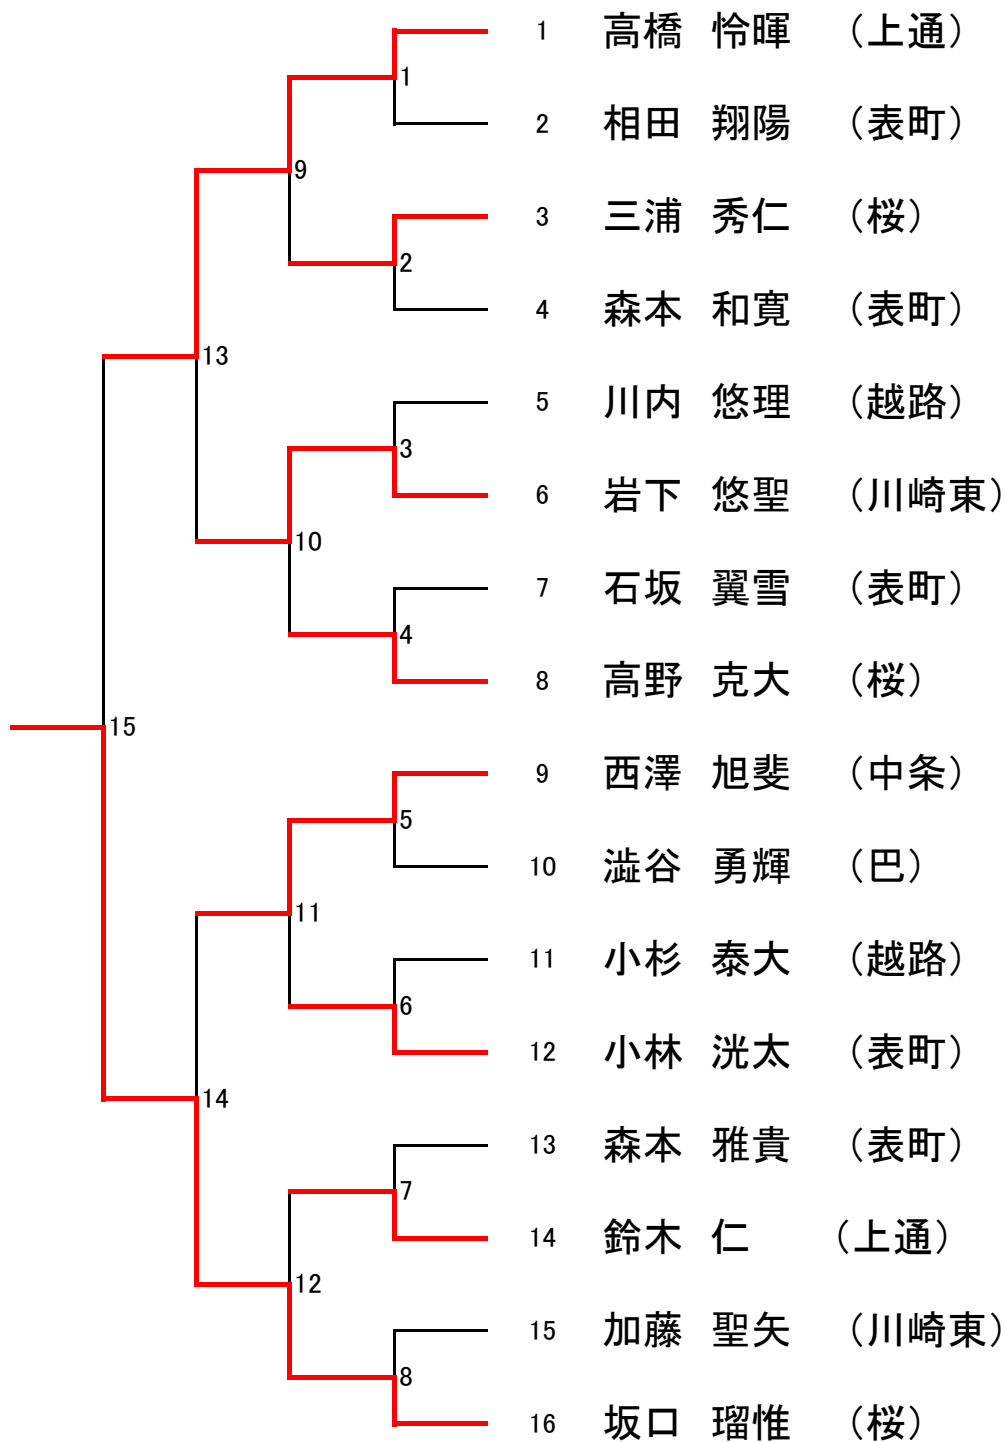 1 高橋 怜暉 （上通）
1
2 相田 翔陽 （表町）
9
3 三浦 秀仁 （桜）
2
4 森本 和寛 （表町）
13
5 川内 悠理 （越路）
3
6 岩下 悠聖 （川崎東）
10
7 石坂 翼雪 （表町）
4
8 高野 克大 （桜）
15
9 西澤 旭斐 （中条）
5
10 澁谷 勇輝 （巴）
11
11 小杉 泰大 （越路）
6
12 小林 洸太 （表町）
14
13 森本 雅貴 （表町）
7
14 鈴木 仁 （上通）
12
15 加藤 聖矢 （川崎東）
8
16 坂口 瑠惟 （桜）